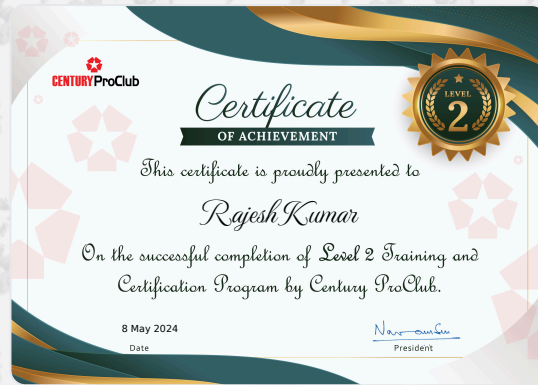 CENTURY ProClub
Certificate
OF ACHIEVEMENT
LEVEL
2
This certificate is proudly presented to
Rajesh Kumar
On the successful completion of Level 2 Training and
Certification Program by Century ProClub.
8 May 2024
Date
President